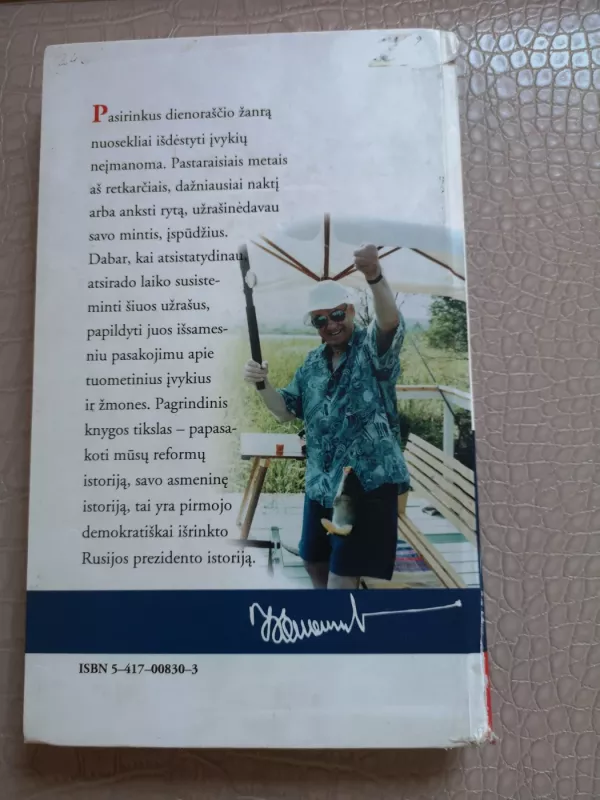 Pasirinkus dienoraščio žanrą
nuosekliai išdėstyti įvykių
neįmanoma. Pastaraisiais metais
aš retkarčiais, dažniausiai naktį
arba anksti rytą, užrašinėdavau
savo mintis, įspūdžius.
Dabar, kai atsistatydinau,
atsirado laiko susiste-
minti šiuos užrašus,
papildyti juos išsames-
niu pasakojimu apie
tuometinius įvykius
ir žmones. Pagrindinis
knygos tikslas – papasa-
koti mūsų reformų
istoriją, savo asmeninę
istoriją, tai yra pirmojo
demokratiškai išrinkto
Rusijos prezidento istoriją.
ISBN 5–417–00830–3